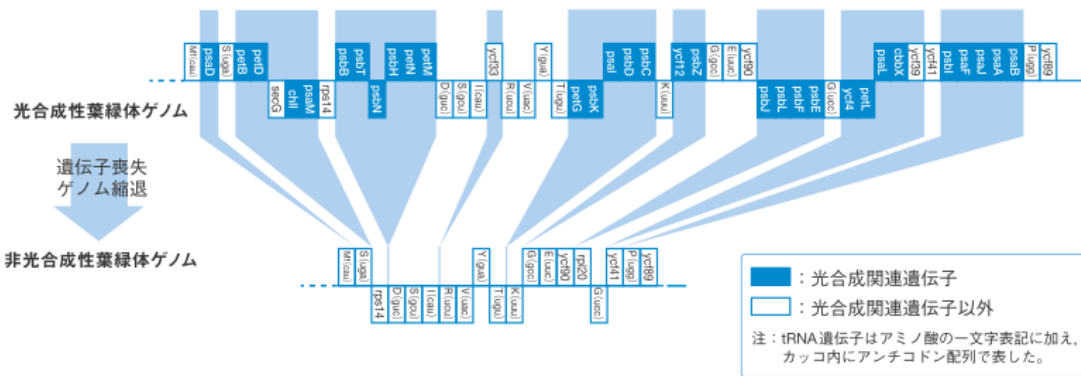 Mf(cau)
psaD
S(uga)
petB
petD
secG
chlI
psaM
rps14
psbB
psbT
psbN
psbH
petN
petM
D(guc)
S(gcu)
I(cau)
ycf33
R(ucu)
V(uac)
Y(gua)
T(ugu)
petG
psbK
psaI
psbD
psbC
K(uuu)
ycf12
psbZ
G(gcc)
E(uuc)
ycf90
psbJ
psbL
psbF
psbE
G(ucc)
ycf4
petL
psaL
cbbX
ycf39
ycf41
psbI
psaF
psaJ
psaA
psaB
P(ugg)
ycf89
光合成性葉緑体ゲノム
遺伝子喪失
ゲノム縮退
非光合成性葉緑体ゲノム
Mf(cau)
S(uga)
rps14
D(guc)
S(gcu)
I(cau)
R(ucu)
V(uac)
Y(gua)
T(ugu)
K(uuu)
G(gcc)
E(uuc)
ycf90
rpl20
G(ucc)
ycf41
P(ugg)
ycf89
：光合成関連遺伝子
：光合成関連遺伝子以外
注：tRNA遺伝子はアミノ酸の一文字表記に加え，
カッコ内にアンチコドン配列で表した。